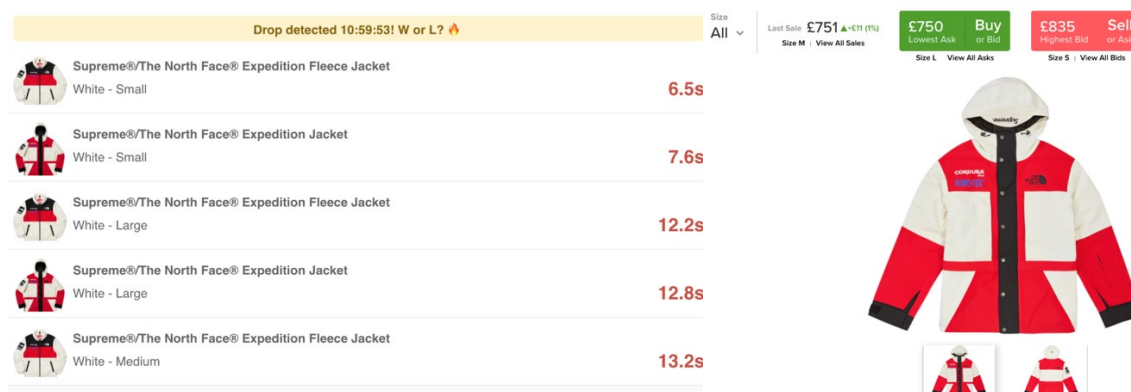 Drop detected 10:59:53! W or L? 🔥
Supreme®/The North Face® Expedition Fleece Jacket
White - Small
6.5s
Supreme®/The North Face® Expedition Jacket
White - Small
7.6s
Supreme®/The North Face® Expedition Fleece Jacket
White - Large
12.2s
Supreme®/The North Face® Expedition Jacket
White - Large
12.8s
Supreme®/The North Face® Expedition Fleece Jacket
White - Medium
13.2s
Size
All
Last Sale £751 ▲+£11 (1%)
Size M | View All Sales
£750 Buy
Lowest Ask or Bid
Size L View All Asks
£835 Sell
Highest Bid or Ask
Size S | View All Bids
Supreme
CORDURA